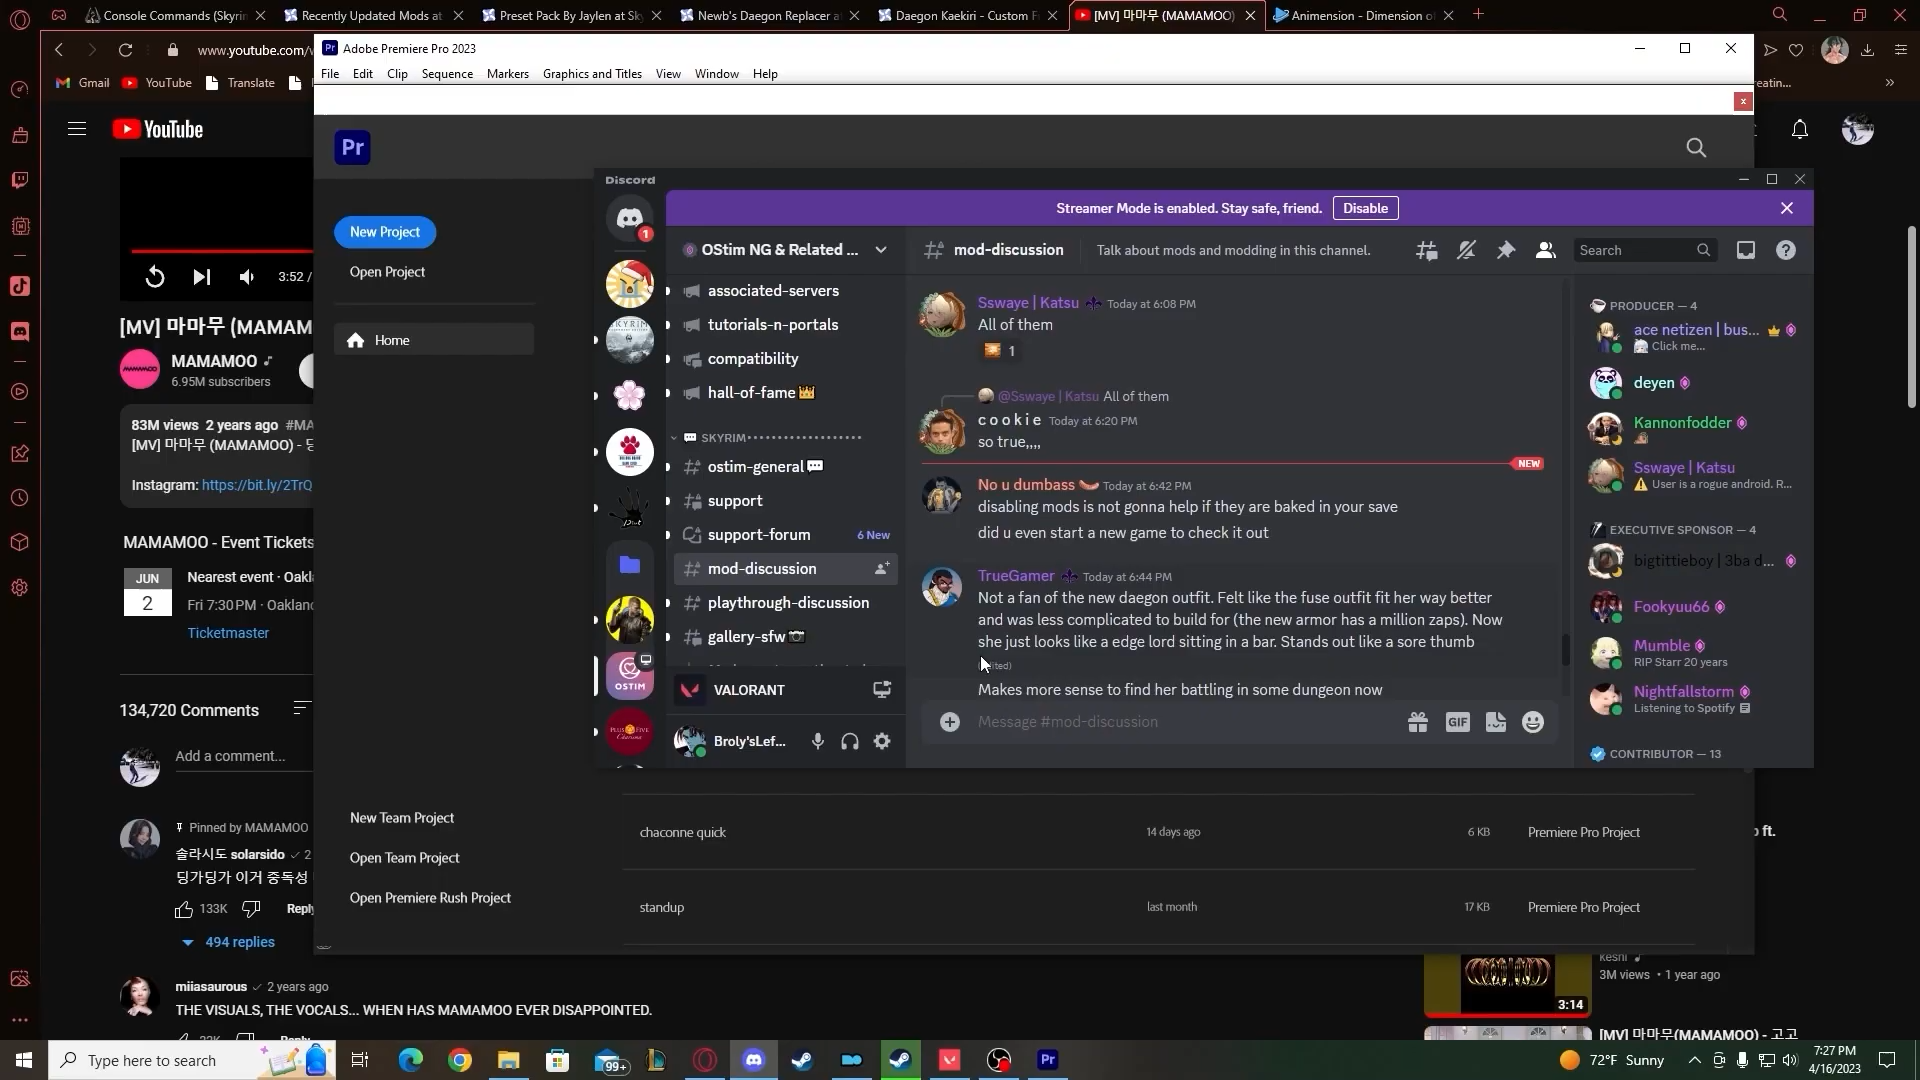 Console Commands (Skyrim
Recently Updated Mods at
Preset Pack By Jaylen at Sk
Newb's Daegon Replacer a
Daegon Kaekiri - Custom F
[MV] 마마무 (MAMAMOO)
Animension - Dimension o
www.youtube.com/
Gmail
YouTube
Translate
reatin...
Pr Adobe Premiere Pro 2023
File Edit Clip Sequence Markers Graphics and Titles View Window Help
YouTube
Pr
New Project
Open Project
Home
New Team Project
Open Team Project
Open Premiere Rush Project
3:52 /
[MV] 마마무 (MAMAM
MAMAMOO
6.95M subscribers
83M views 2 years ago #MA
[MV] 마마무 (MAMAMOO) - 딩
Instagram: https://bit.ly/2TrQ
MAMAMOO - Event Tickets
JUN
2
Nearest event · Oakl
Fri 7:30 PM · Oakland
Ticketmaster
134,720 Comments
Add a comment...
Pinned by MAMAMOO
솔라시도 solarsido
딩가딩가 이거 중독성
133K
Reply
494 replies
miiasaurous 2 years ago
THE VISUALS, THE VOCALS... WHEN HAS MAMAMOO EVER DISAPPOINTED.
Discord
Streamer Mode is enabled. Stay safe, friend.
Disable
1
OStim NG & Related ...
associated-servers
tutorials-n-portals
compatibility
hall-of-fame
SKYRIM
ostim-general
support
support-forum
6 New
mod-discussion
playthrough-discussion
gallery-sfw
SKYRIM
OSTIM
PLUS FIVE
VALORANT
Broly'sLef...
mod-discussion
Talk about mods and modding in this channel.
Search
Sswaye | Katsu Today at 6:08 PM
All of them
1
@Sswaye | Katsu All of them
c o o k i e Today at 6:20 PM
so true,,,,
NEW
No u dumbass Today at 6:42 PM
disabling mods is not gonna help if they are baked in your save
did u even start a new game to check it out
TrueGamer Today at 6:44 PM
Not a fan of the new daegon outfit. Felt like the fuse outfit fit her way better
and was less complicated to build for (the new armor has a million zaps). Now
she just looks like a edge lord sitting in a bar. Stands out like a sore thumb
Makes more sense to find her battling in some dungeon now
Message #mod-discussion
GIF
PRODUCER — 4
ace netizen | bus...
Click me...
deyen
Kannonfodder
Sswaye | Katsu
User is a rogue android. R...
EXECUTIVE SPONSOR — 4
bigtittieboy | 3ba d...
Fookyuu66
Mumble
RIP Starr 20 years
Nightfallstorm
Listening to Spotify
CONTRIBUTOR — 13
chaconne quick 14 days ago 6 KB Premiere Pro Project
standup last month 17 KB Premiere Pro Project
ft.
keshi
3M views • 1 year ago
3:14
[MV] 마마무(MAMAMOO) - 고고
Type here to search
99+
Pr
72°F Sunny
7:27 PM
4/16/2023